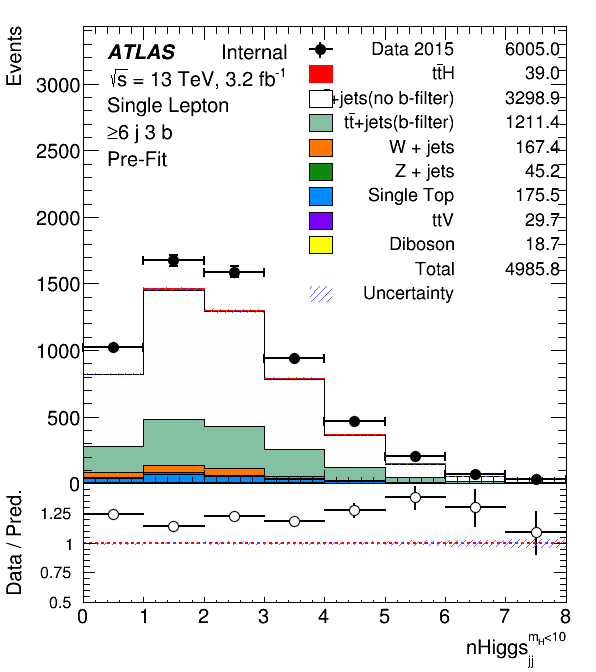 Events
ATLAS Internal
√s = 13 TeV, 3.2 fb⁻¹
Single Lepton
≥6 j 3 b
Pre-Fit
Data 2015 6005.0
tt̄H 39.0
+jets(no b-filter) 3298.9
tt̄+jets(b-filter) 1211.4
W + jets 167.4
Z + jets 45.2
Single Top 175.5
ttV 29.7
Diboson 18.7
Total 4985.8
Uncertainty
3000
2500
2000
1500
1000
500
0
Data / Pred.
1.25
1
0.75
0.5
0 1 2 3 4 5 6 7 8
nHiggs_jj^m_H<10